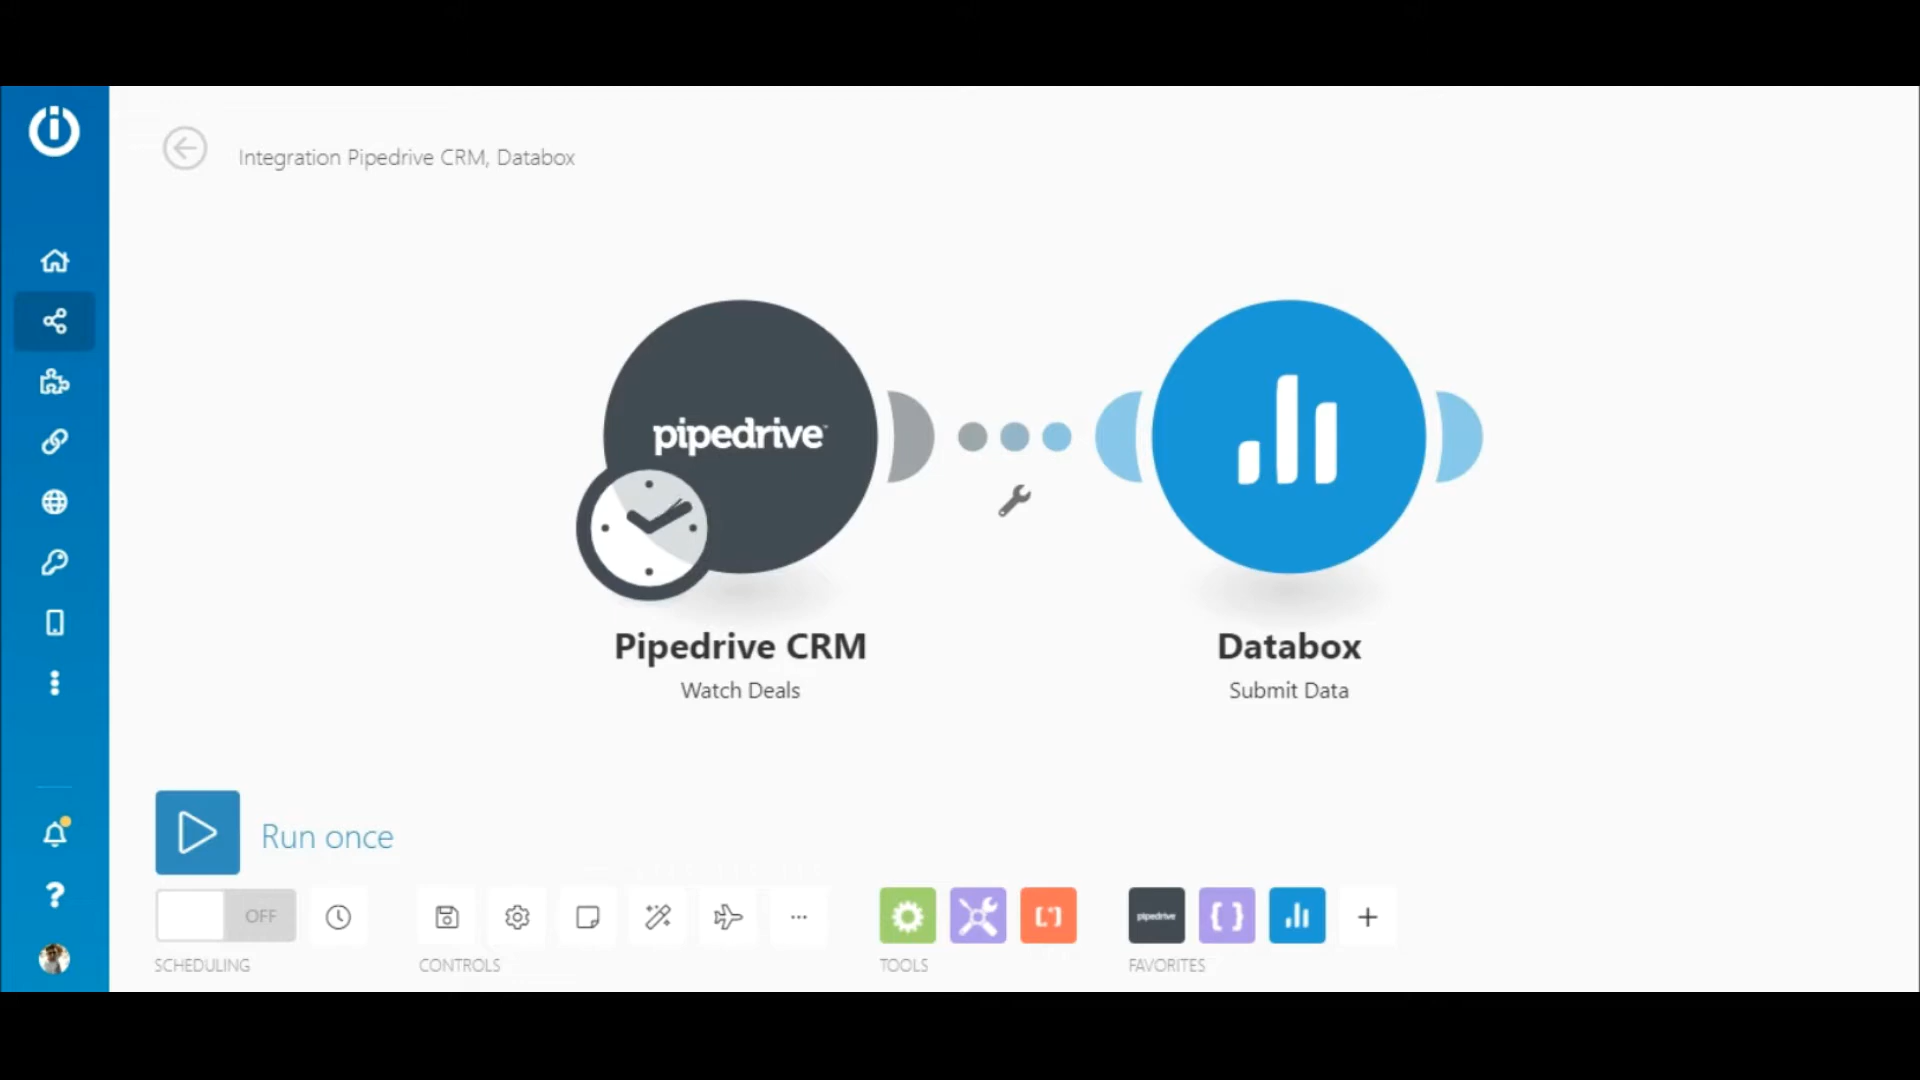 Integration Pipedrive CRM, Databox
pipedrive
Pipedrive CRM
Watch Deals
Databox
Submit Data
Run once
OFF
pipedrive
SCHEDULING
CONTROLS
TOOLS
FAVORITES